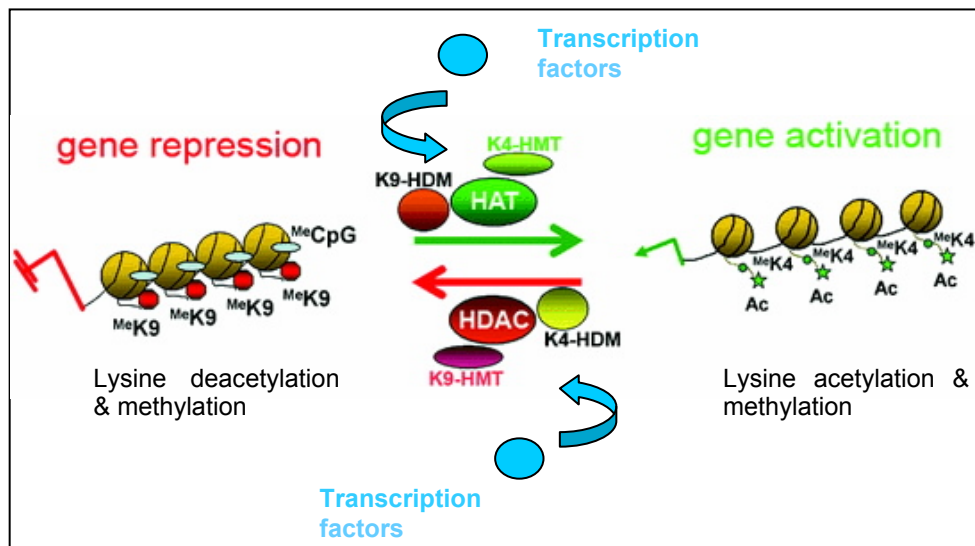 Transcription
factors
gene repression
K4-HMT
gene activation
K9-HDM
HAT
MeCpG
MeK9
MeK9
MeK9
MeK9
MeK4
MeK4
MeK4
MeK4
Ac
Ac
Ac
Ac
HDAC
K4-HDM
K9-HMT
Lysine deacetylation
& methylation
Lysine acetylation &
methylation
Transcription
factors